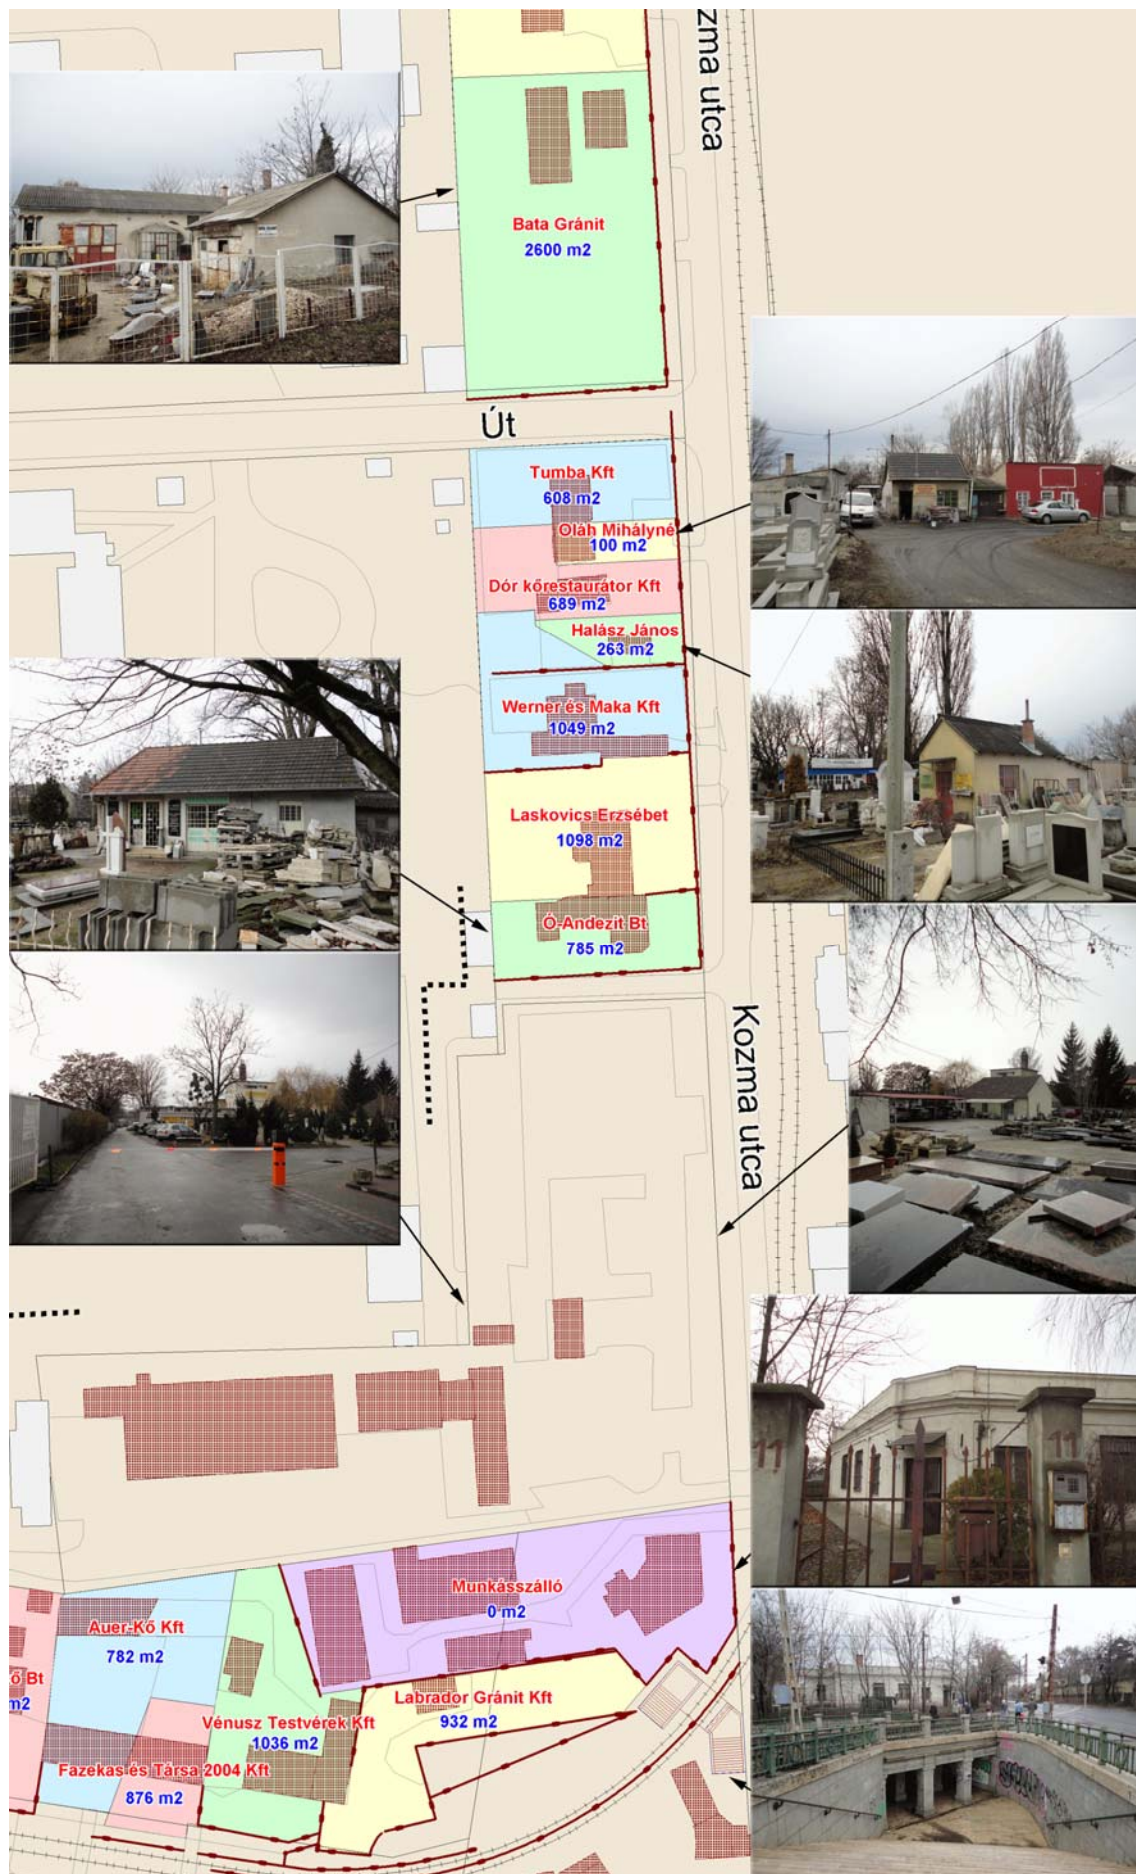 zma utca
Bata Gránit
2600 m2
Út
Tumba Kft
608 m2
Oláh Mihályné
100 m2
Dór kőrestaurátor Kft
689 m2
Halász János
263 m2
Werner és Maka Kft
1049 m2
Laskovics Erzsébet
1098 m2
Ó-Andezit Bt
785 m2
Kozma utca
11
11
Munkásszálló
0 m2
Auer-Kő Kft
782 m2
ő Bt
m2
Labrador Gránit Kft
932 m2
Vénusz Testvérek Kft
1036 m2
Fazekas és Társa 2004 Kft
876 m2